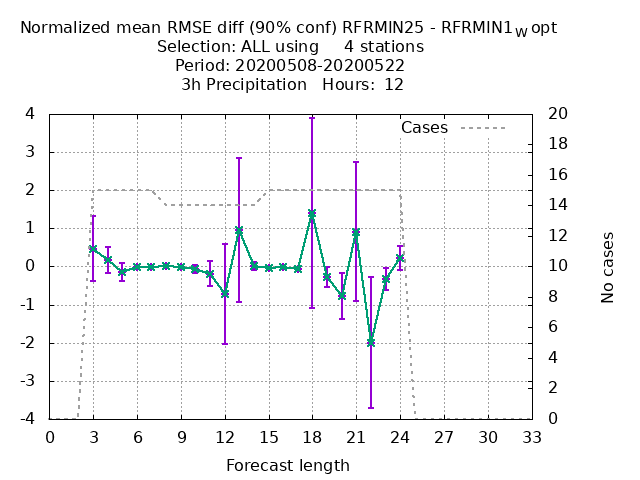 Normalized mean RMSE diff (90% conf) RFRMIN25 - RFRMIN1w opt
Selection: ALL using 4 stations
Period: 20200508-20200522
3h Precipitation Hours: 12
Cases
4
3
2
1
0
-1
-2
-3
-4
20
18
16
14
12
10
8
6
4
2
0
No cases
0 3 6 9 12 15 18 21 24 27 30 33
Forecast length